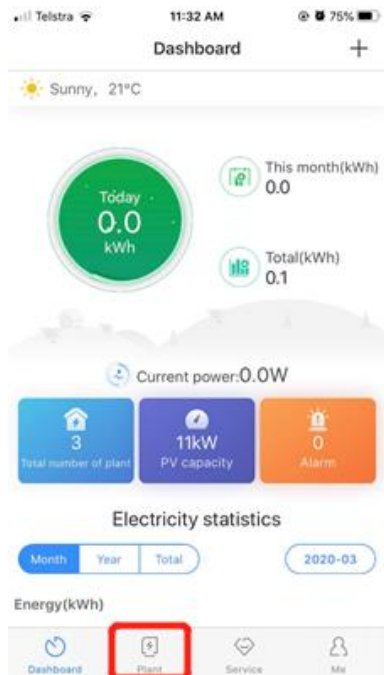 Telstra 11:32 AM 75%
Dashboard +
Sunny, 21°C
Today
0.0
kWh
This month(kWh)
0.0
Total(kWh)
0.1
Current power:0.0W
3
Total number of plant
11kW
PV capacity
0
Alarm
Electricity statistics
Month Year Total 2020-03
Energy(kWh)
Dashboard Plant Service Me